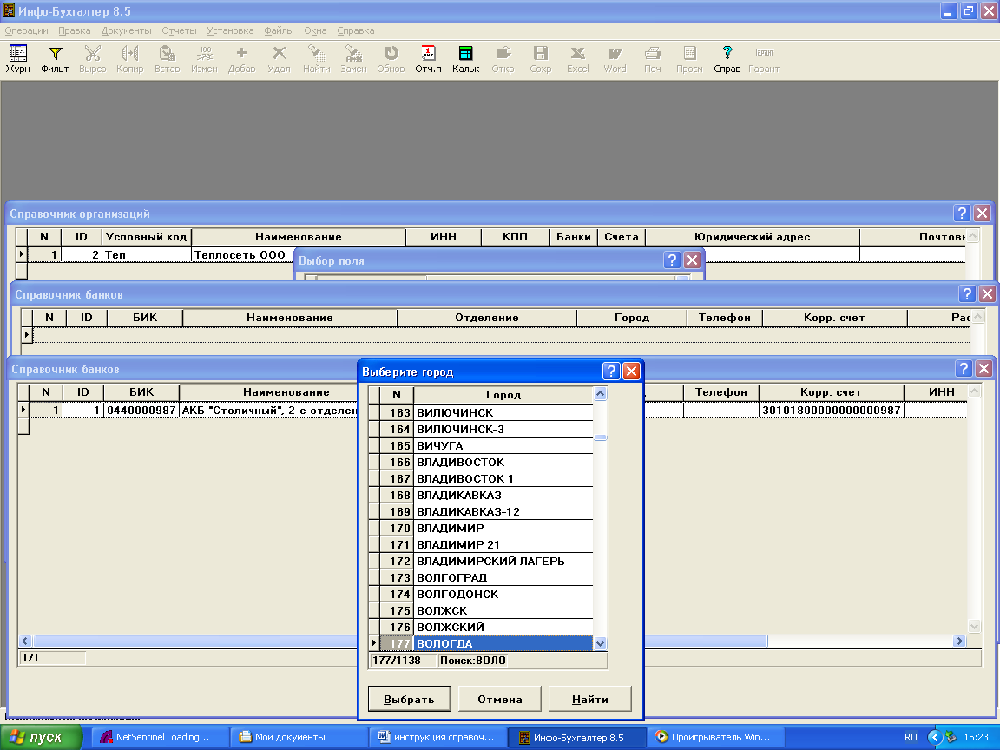 Инфо-Бухгалтер 8.5
Операции Правка Документы Отчеты Установка Файлы Окна Справка
Журн Фильт Вырез Копир Встав Измен Добав Удал Найти Замен Обнов Отч.п Кальк Откр Сохр Excel Word Печ Просм Справ Гарант
Справочник организаций
N ID Условный код Наименование ИНН КПП Банки Счета Юридический адрес Почтовы
1 2 Теп Теплосеть ООО
Выбор поля
Справочник банков
N ID БИК Наименование Отделение Город Телефон Корр. счет Рас
Справочник банков
N ID БИК Наименование Телефон Корр. счет ИНН
1 1 0440000987 АКБ "Столичный", 2-е отделен 30101800000000000987
1/1
Выберите город
N Город
163 ВИЛЮЧИНСК
164 ВИЛЮЧИНСК-3
165 ВИЧУГА
166 ВЛАДИВОСТОК
167 ВЛАДИВОСТОК 1
168 ВЛАДИКАВКАЗ
169 ВЛАДИКАВКАЗ-12
170 ВЛАДИМИР
171 ВЛАДИМИР 21
172 ВЛАДИМИРСКИЙ ЛАГЕРЬ
173 ВОЛГОГРАД
174 ВОЛГОДОНСК
175 ВОЛЖСК
176 ВОЛЖСКИЙ
177 ВОЛОГДА
177/1138 Поиск:ВОЛО
Выбрать Отмена Найти
пуск NetSentinel Loading... Мои документы инструкция справоч... Инфо-Бухгалтер 8.5 Проигрыватель Win... RU 15:23